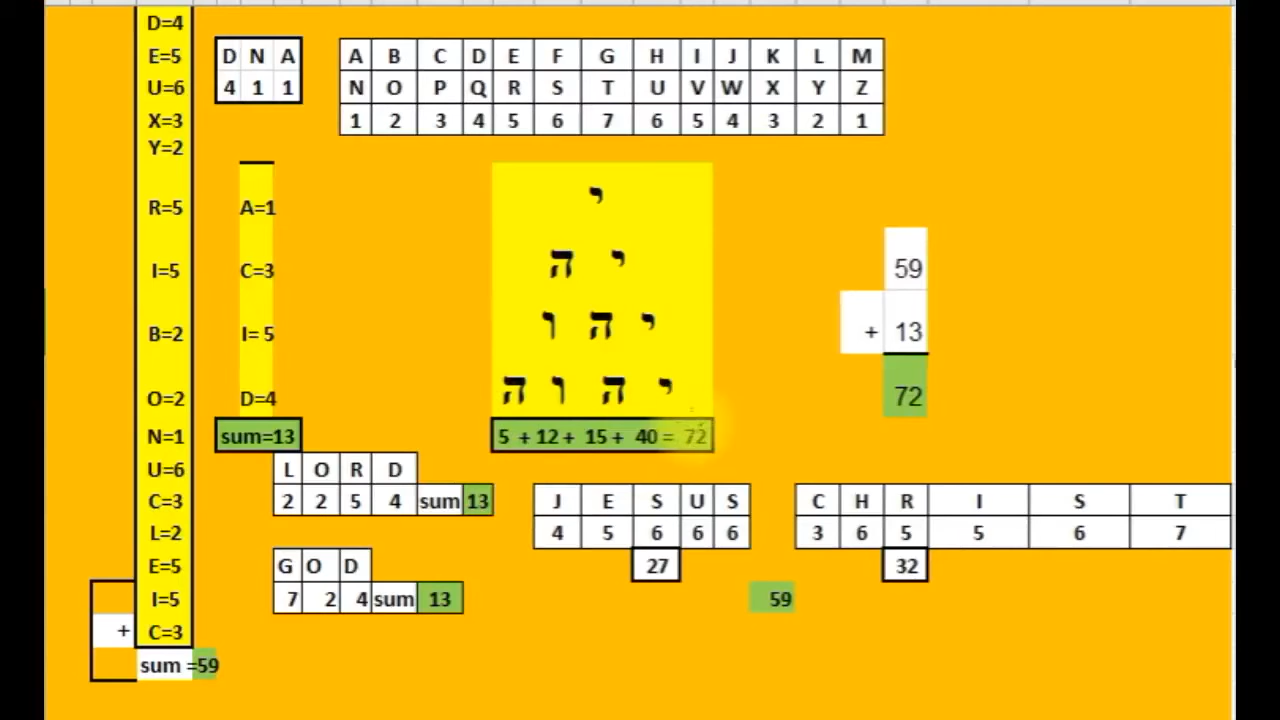 D=4
E=5
U=6
X=3
Y=2
R=5
I=5
B=2
O=2
N=1
U=6
C=3
L=2
E=5
I=5
+ C=3
sum =59
D N A
4 1 1
A B C D E F G H I J K L M
N O P Q R S T U V W X Y Z
1 2 3 4 5 6 7 6 5 4 3 2 1
A=1
C=3
I= 5
D=4
sum=13
י
י ה
י ה ו
י ה ו ה
5 + 12 + 15 + 40 = 72
59
+ 13
72
L O R D
2 2 5 4 sum 13
G O D
7 2 4 sum 13
J E S U S
4 5 6 6 6
27
C H R I S T
3 6 5 5 6 7
32
59